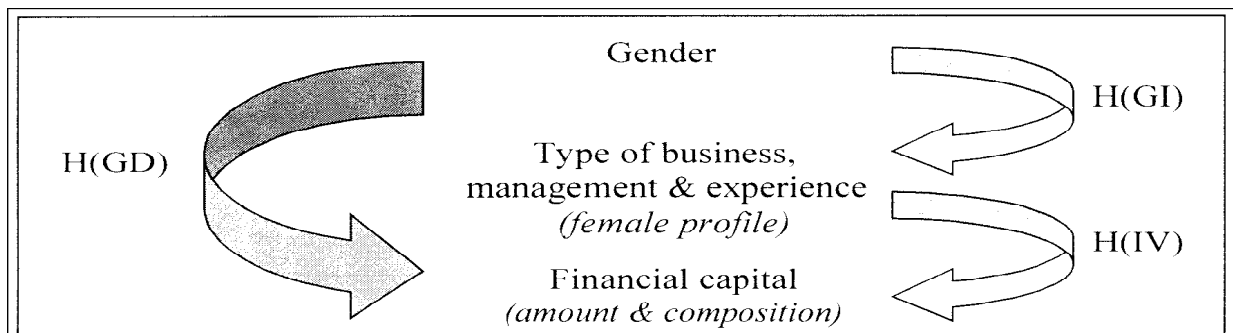 Gender
H(GI)
H(GD)
Type of business,
management & experience
(female profile)
H(IV)
Financial capital
(amount & composition)